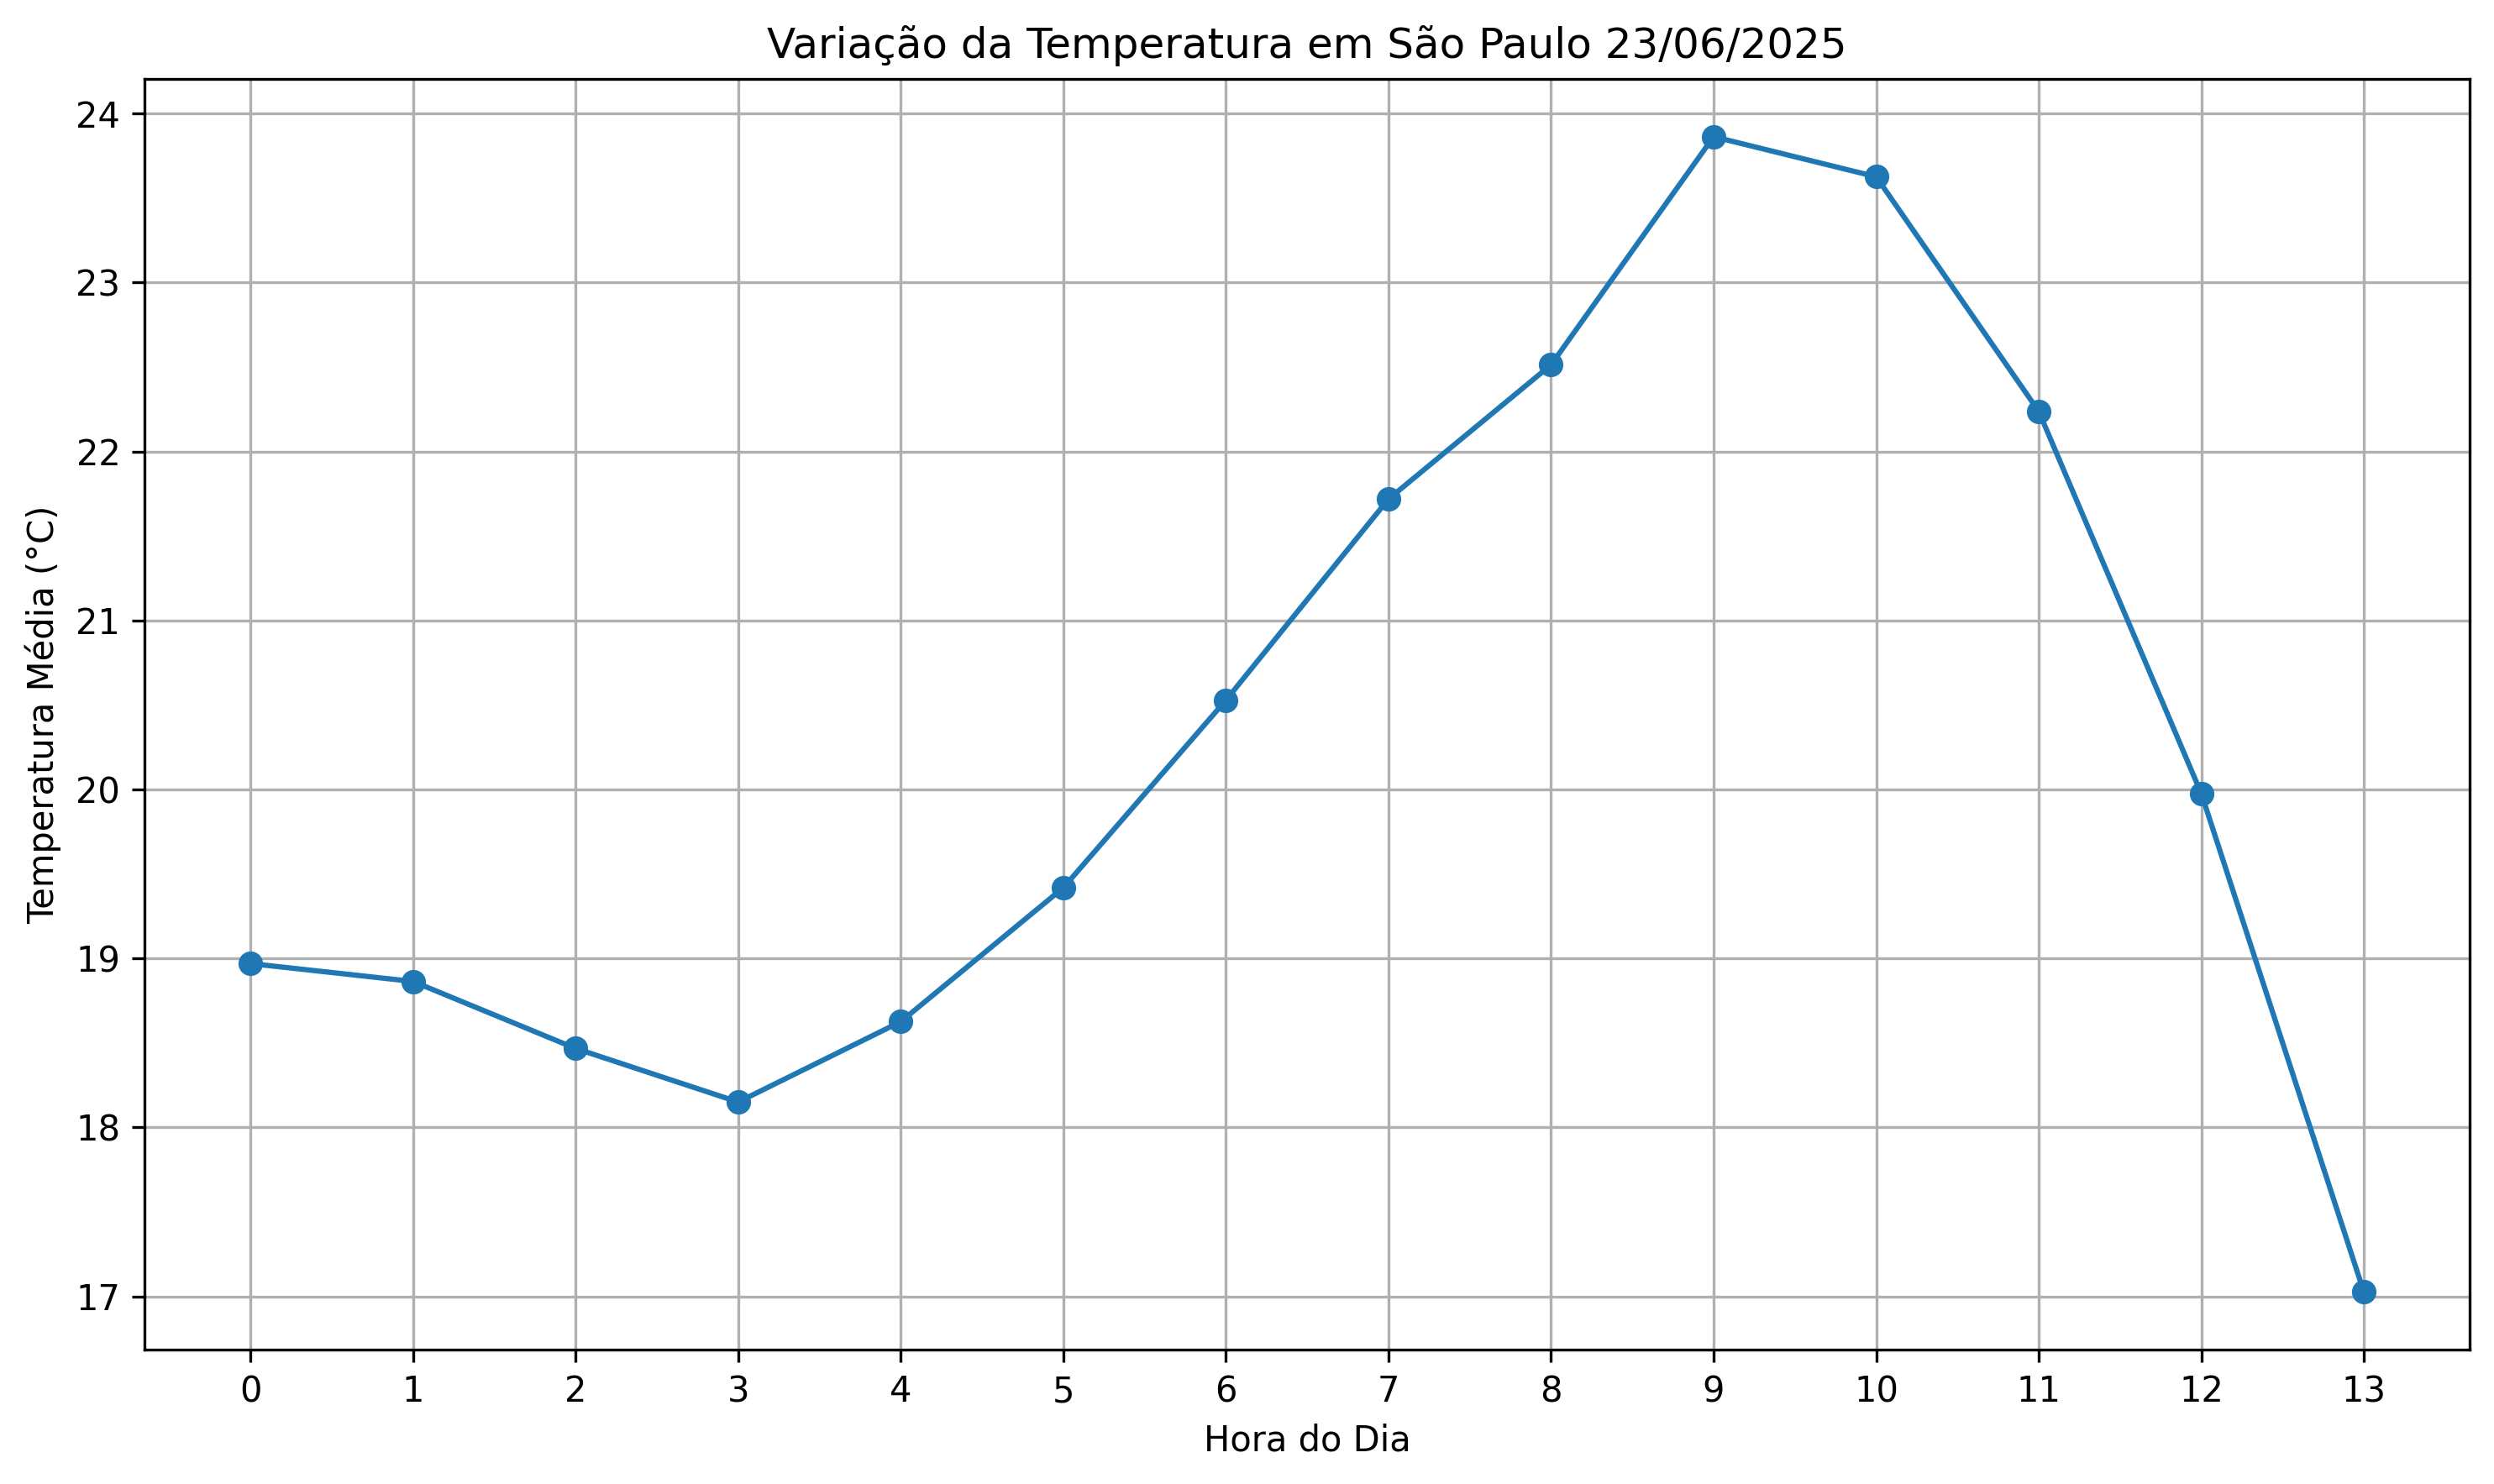 Variação da Temperatura em São Paulo 23/06/2025
24
23
22
21
20
19
18
17
Temperatura Média (°C)
0 1 2 3 4 5 6 7 8 9 10 11 12 13
Hora do Dia